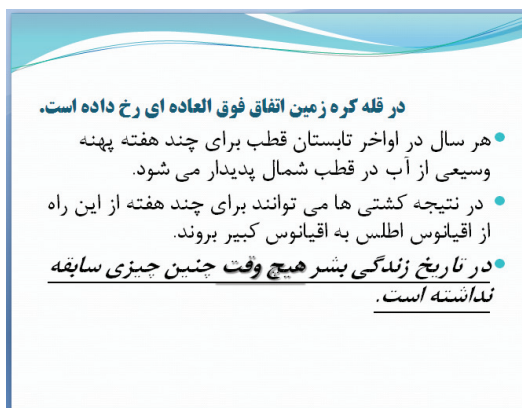 در قله کره زمین اتفاق فوق العاده ای رخ داده است.
هر سال در اواخر تابستان قطب برای چند هفته پهنه
وسیعی از آب در قطب شمال پدیدار می شود.
در نتیجه کشتی ها می توانند برای چند هفته از این راه
از اقیانوس اطلس به اقیانوس کبیر بروند.
در تاریخ زندگی بشر هیچ وقت چنین چیزی سابقه
نداشته است.